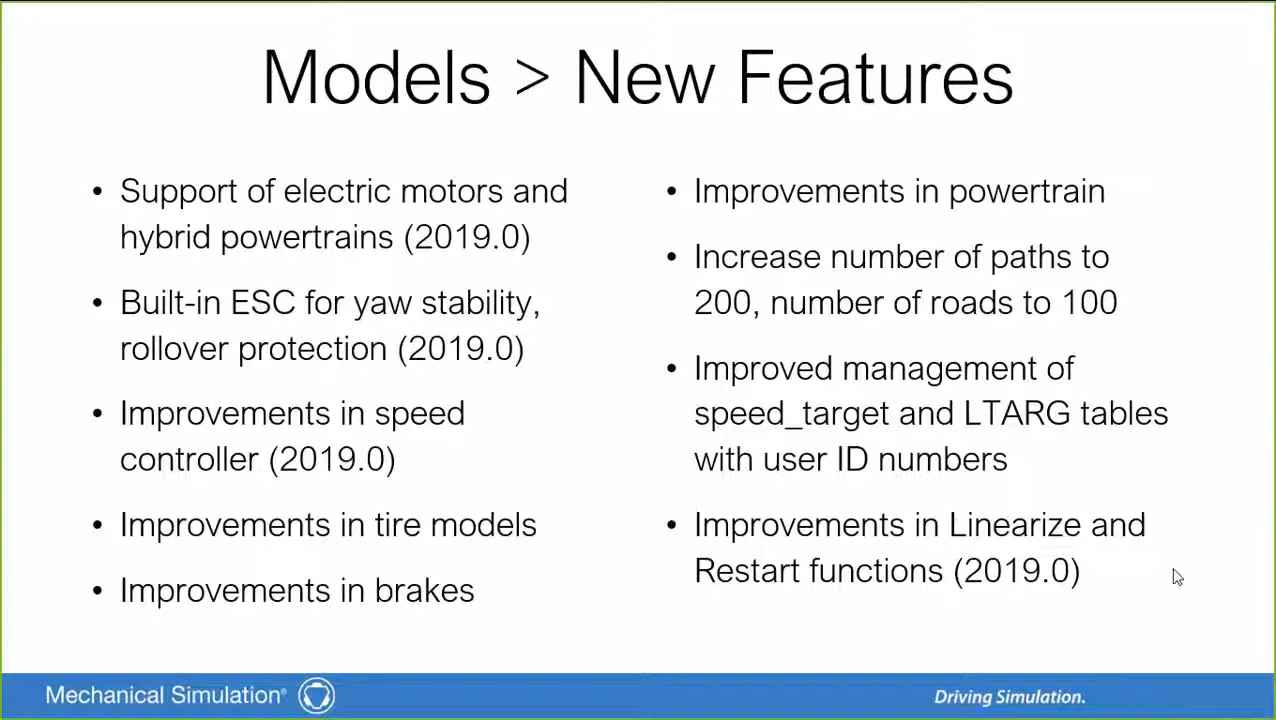 Models > New Features
• Support of electric motors and
hybrid powertrains (2019.0)
• Built-in ESC for yaw stability,
rollover protection (2019.0)
• Improvements in speed
controller (2019.0)
• Improvements in tire models
• Improvements in brakes
• Improvements in powertrain
• Increase number of paths to
200, number of roads to 100
• Improved management of
speed_target and LTARG tables
with user ID numbers
• Improvements in Linearize and
Restart functions (2019.0)
Mechanical Simulation®
Driving Simulation.